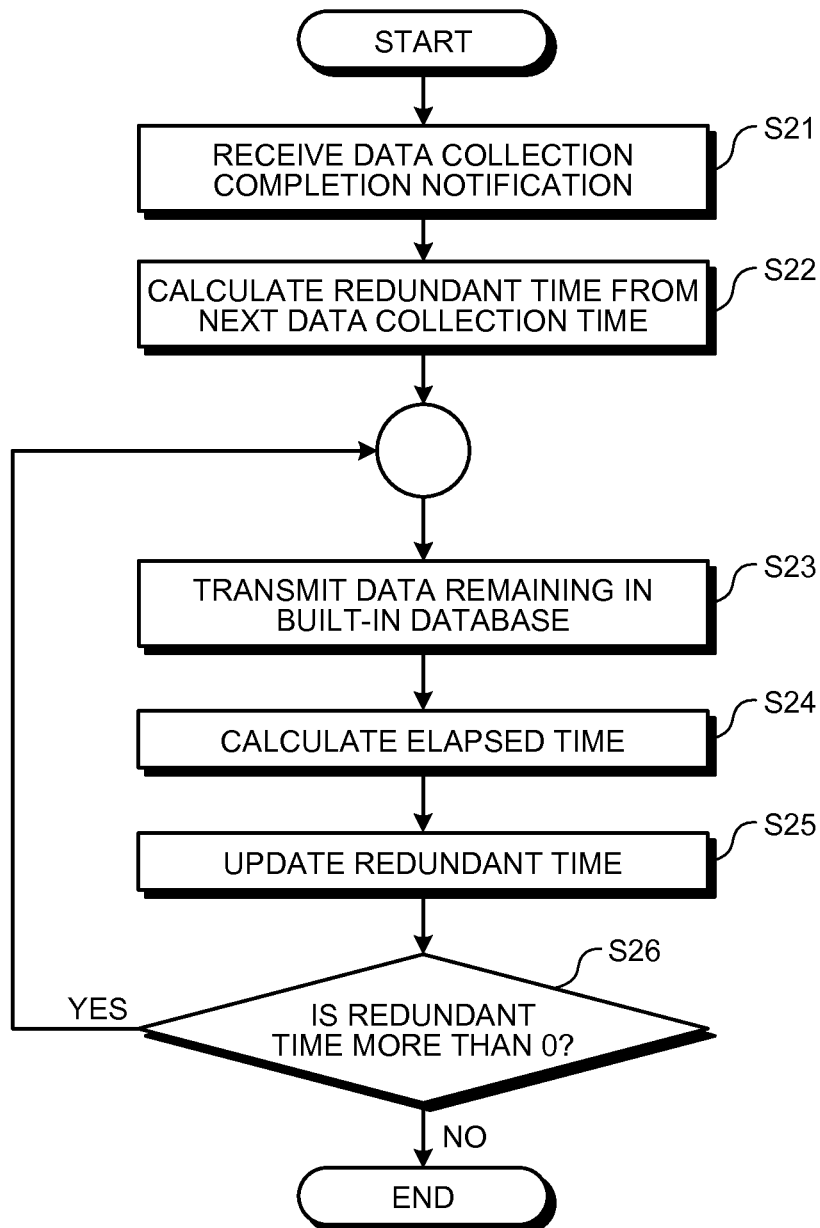 START
S21
RECEIVE DATA COLLECTION
COMPLETION NOTIFICATION
S22
CALCULATE REDUNDANT TIME FROM
NEXT DATA COLLECTION TIME
S23
TRANSMIT DATA REMAINING IN
BUILT-IN DATABASE
S24
CALCULATE ELAPSED TIME
S25
UPDATE REDUNDANT TIME
S26
YES
IS REDUNDANT
TIME MORE THAN 0?
NO
END